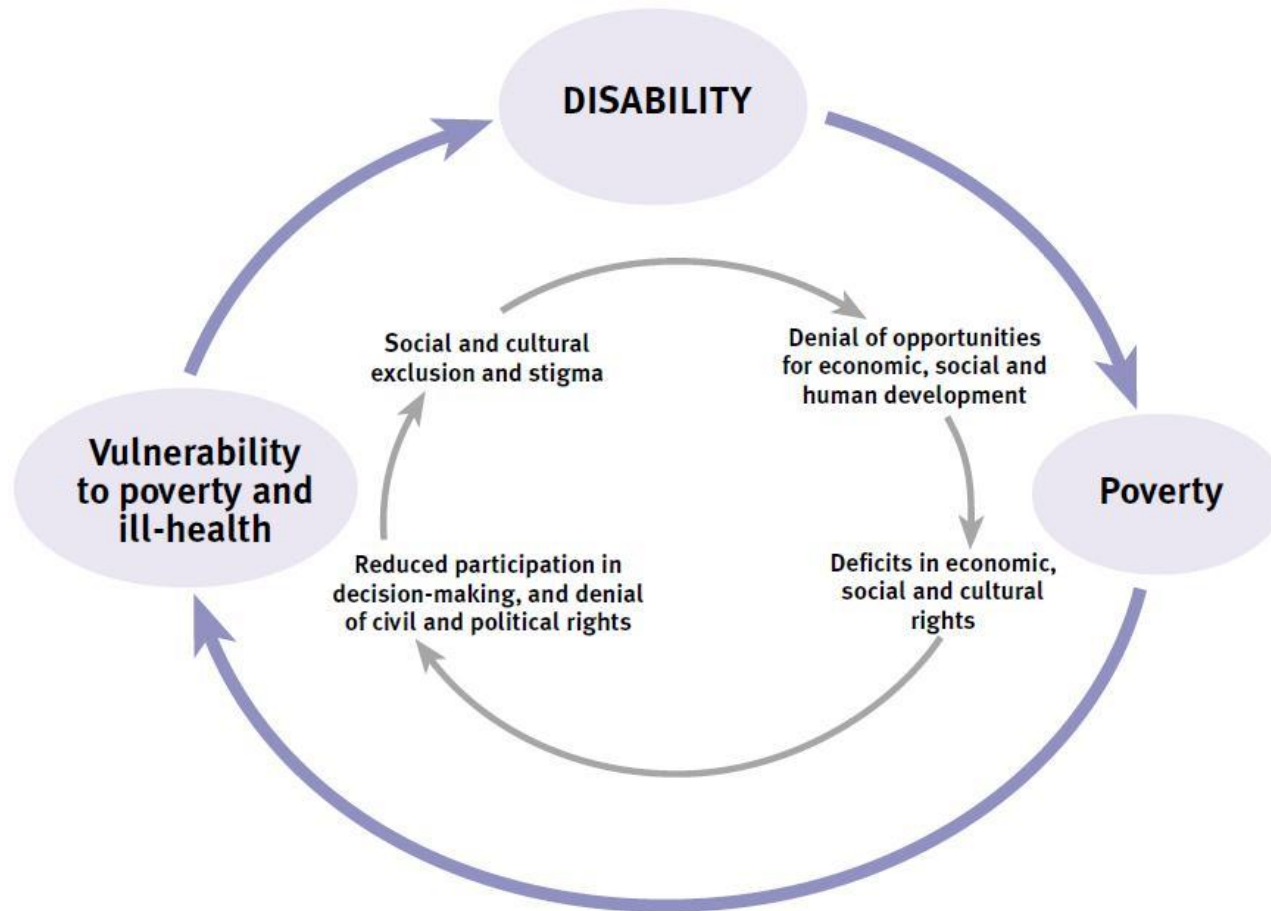 DISABILITY
Social and cultural
exclusion and stigma
Denial of opportunities
for economic, social and
human development
Vulnerability
to poverty and
ill-health
Poverty
Reduced participation in
decision-making, and denial
of civil and political rights
Deficits in economic,
social and cultural
rights